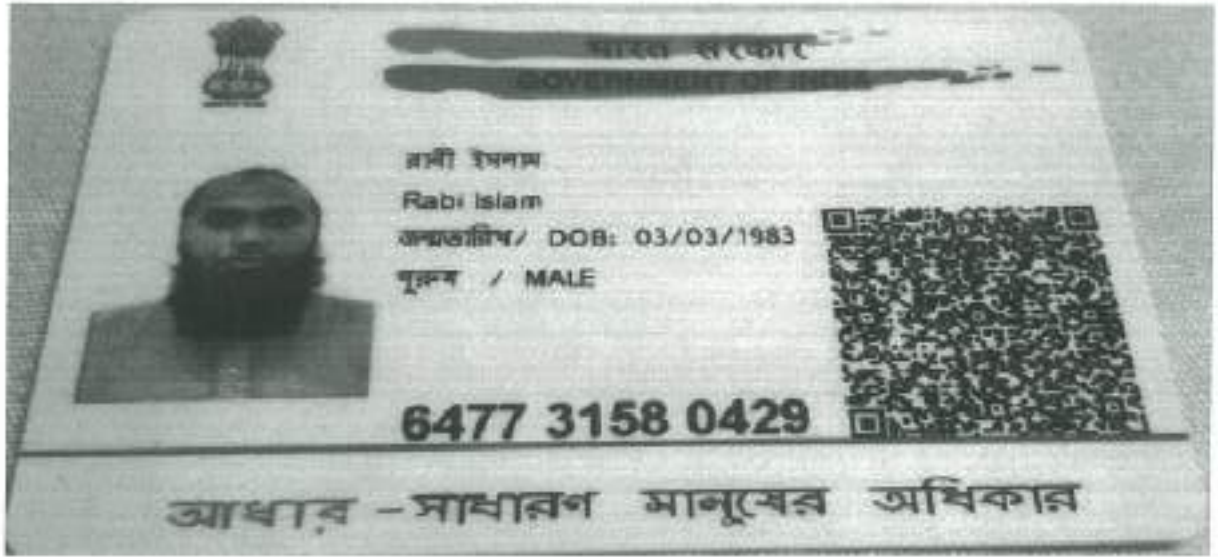 ভারত সরকার
GOVERNMENT OF INDIA
রাবী ইসলাম
Rabi Islam
জন্মতারিখ/ DOB: 03/03/1983
পুরুষ / MALE
6477 3158 0429
আধার –সাধারণ মানুষের অধিকার